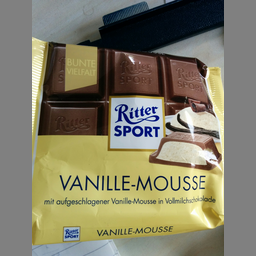 BUNTE
VIELFALT
Ritter
SPORT
VANILLE-MOUSSE
mit aufgeschlagener Vanille-Mousse in Vollmilchschokolade
Ritter
SPORT
VANILLE-MOUSSE